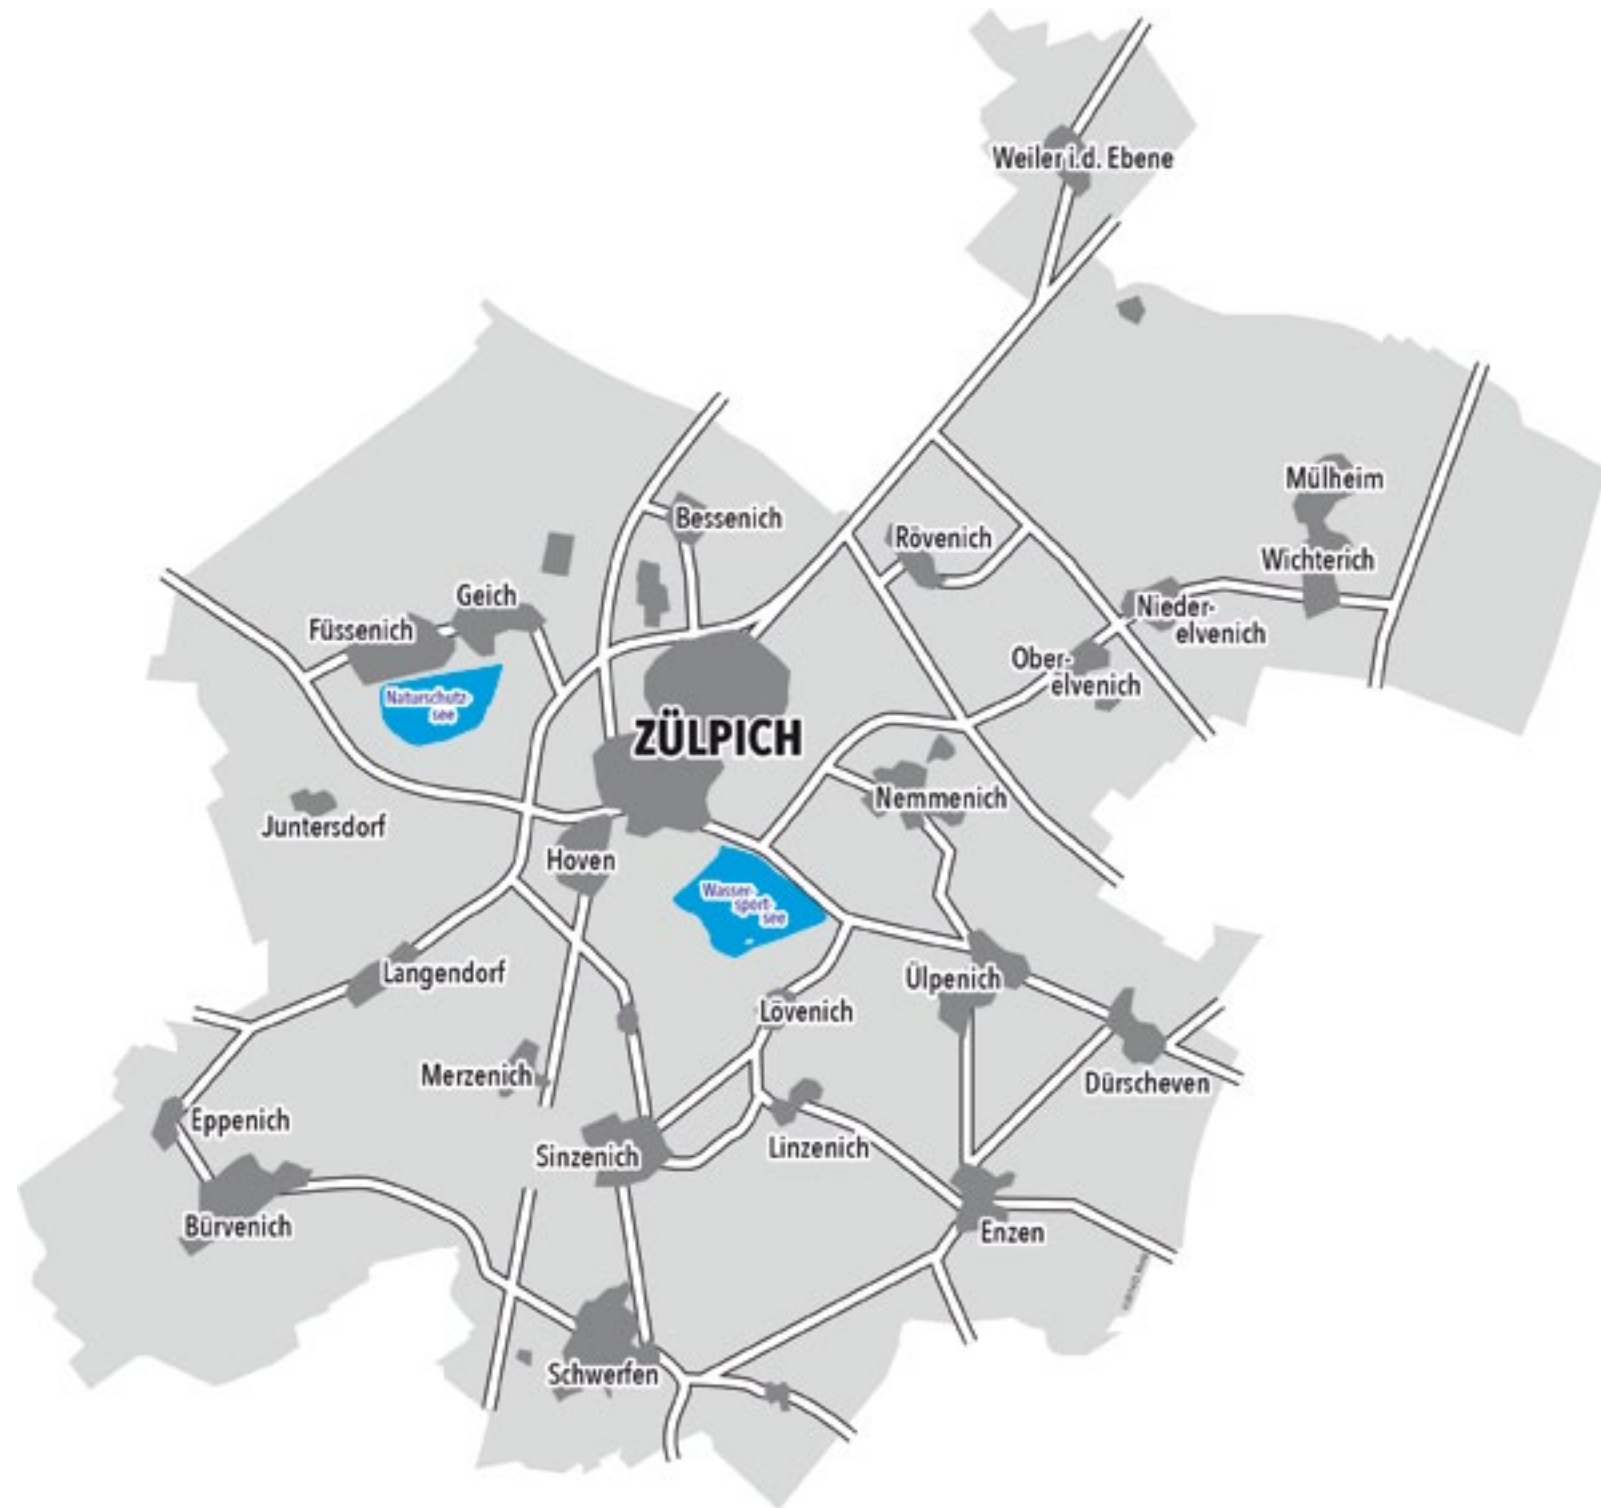 Weiler i.d. Ebene
Mülheim
Bessenich
Rövenich
Wichterich
Geich
Füssenich
Nieder-
elvenich
Ober-
elvenich
Naturschutz-
see
ZÜLPICH
Nemmenich
Juntersdorf
Hoven
Wasser-
sport-
see
Langendorf
Ülpenich
Lövenich
Merzenich
Dürscheven
Eppenich
Sinzenich
Linzenich
Bürvenich
Enzen
Schwerfen